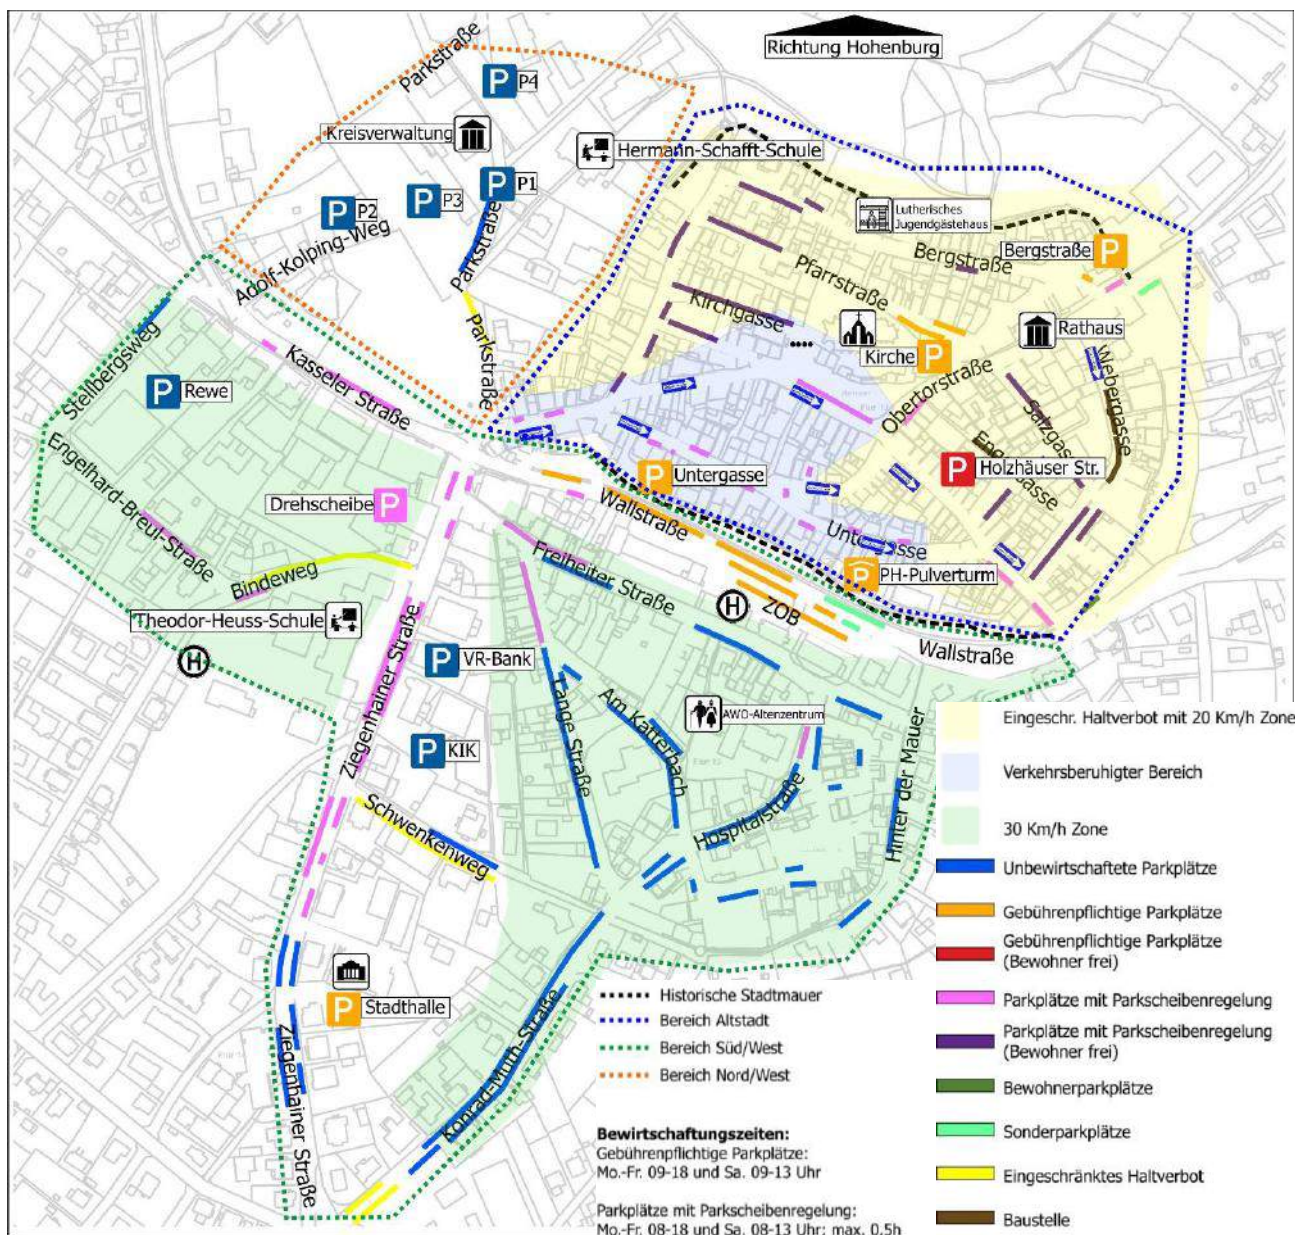 Richtung Hohenburg
Parkstraße
P P4
Kreisverwaltung
Hermann-Schafft-Schule
P P1
P P3
P P2
Parkstraße
Adolf-Kolping-Weg
Lutherisches
Jugendgästehaus
Bergstraße
Bergstraße P
Pfarrstraße
Kirchgasse
Parkstraße
Kirche P
Rathaus
Webergasse
Stellbergsweg
P Rewe
Kasseler Straße
Obertorstraße
Salzgasse
Enggasse
P Holzhäuser Str.
P Untergasse
Engelhard-Breul-Straße
Drehscheibe P
Wallstraße
Untergasse
Freiheiter Straße
P PH-Pulverturm
Bindeweg
Theodor-Heuss-Schule
H
ZOB
H
Wallstraße
Ziegenhainer Straße
P VR-Bank
Lange Straße
Am Katterbach
AWO-Altenzentrum
P KIK
Hospitalstraße
Hinter der Mauer
Schwenkenweg
P Stadthalle
Ziegenhainer Straße
Konrad-Muth-Straße
Eingeschr. Haltverbot mit 20 Km/h Zone
Verkehrsberuhigter Bereich
30 Km/h Zone
Unbewirtschaftete Parkplätze
Gebührenpflichtige Parkplätze
Gebührenpflichtige Parkplätze
(Bewohner frei)
Parkplätze mit Parkscheibenregelung
Parkplätze mit Parkscheibenregelung
(Bewohner frei)
Bewohnerparkplätze
Sonderparkplätze
Eingeschränktes Haltverbot
Baustelle
Historische Stadtmauer
Bereich Altstadt
Bereich Süd/West
Bereich Nord/West
Bewirtschaftungszeiten:
Gebührenpflichtige Parkplätze:
Mo.-Fr. 09-18 und Sa. 09-13 Uhr
Parkplätze mit Parkscheibenregelung:
Mo.-Fr. 08-18 und Sa. 08-13 Uhr: max. 0.5h